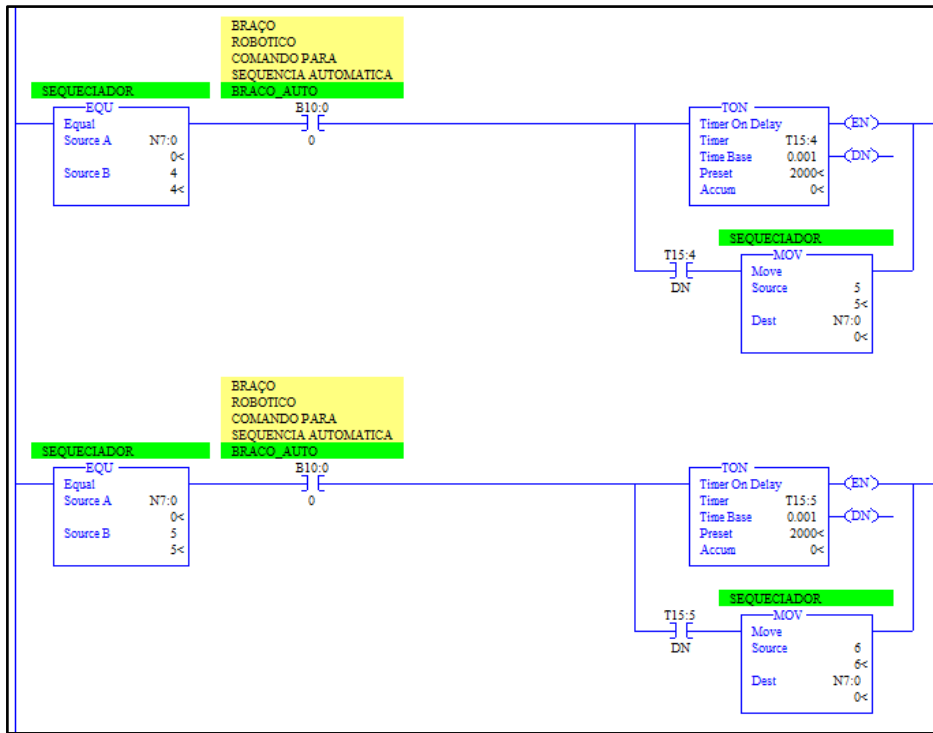 BRAÇO
ROBOTICO
COMANDO PARA
SEQUENCIA AUTOMATICA
SEQUECIADOR BRACO_AUTO
EQU B10:0 TON
Equal Timer On Delay (EN)
Source A N7:0 0 Timer T15:4
0< Time Base 0.001 (DN)
Source B 4 Preset 2000<
4< Accum 0<
SEQUECIADOR
T15:4 MOV
DN Move
Source 5
5<
Dest N7:0
0<
BRAÇO
ROBOTICO
COMANDO PARA
SEQUENCIA AUTOMATICA
SEQUECIADOR BRACO_AUTO
EQU B10:0 TON
Equal Timer On Delay (EN)
Source A N7:0 0 Timer T15:5
0< Time Base 0.001 (DN)
Source B 5 Preset 2000<
5< Accum 0<
SEQUECIADOR
T15:5 MOV
DN Move
Source 6
6<
Dest N7:0
0<